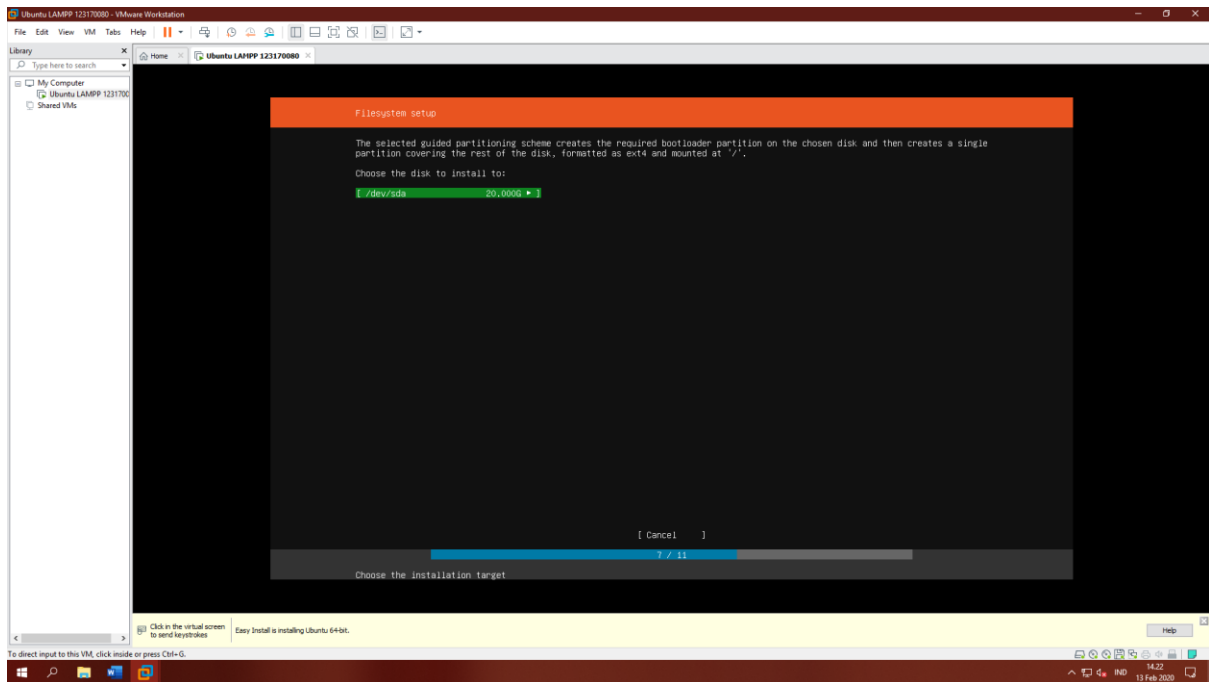 Ubuntu LAMPP 123170080 - VMware Workstation
File Edit View VM Tabs Help
Library
Type here to search
My Computer
Ubuntu LAMPP 1231700
Shared VMs
Home
Ubuntu LAMPP 123170080
Filesystem setup
The selected guided partitioning scheme creates the required bootloader partition on the chosen disk and then creates a single
partition covering the rest of the disk, formatted as ext4 and mounted at '/'.
Choose the disk to install to:
[ /dev/sda 20.000G ► ]
[ Cancel ]
7 / 11
Choose the installation target
Click in the virtual screen
to send keystrokes
Easy Install is installing Ubuntu 64-bit.
Help
To direct input to this VM, click inside or press Ctrl+G.
IND
14.22
13 Feb 2020